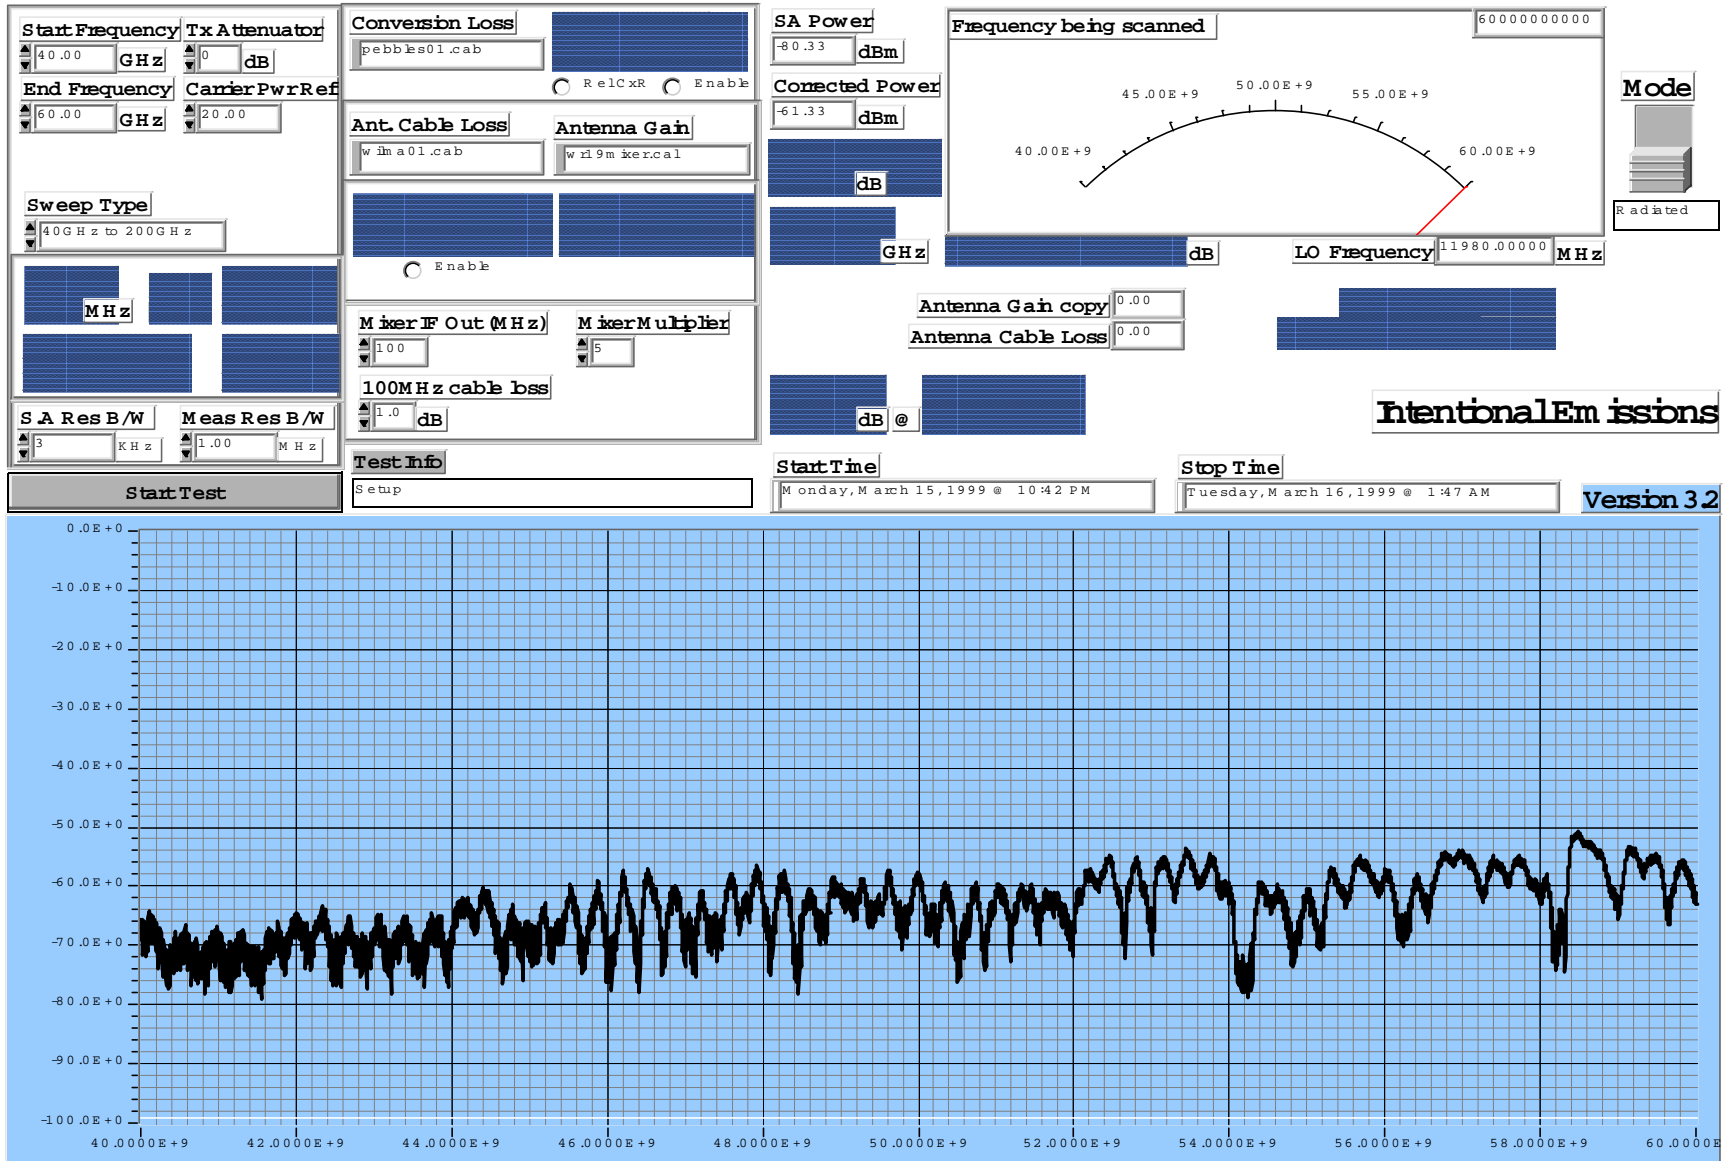 Start Frequency
40.00 GHz
Tx Attenuator
0 dB
End Frequency
60.00 GHz
Carrier Pwr Ref
20.00
Sweep Type
40GHz to 200GHz
MHz
S.A Res B/W
3 KHz
Meas Res B/W
1.00 MHz
Start Test
Conversion Loss
pebbles01.cab
RelCxR
Enable
Ant. Cable Loss
wilma01.cab
Antenna Gain
wr19mixer.cal
Enable
Mixer IF Out (MHz)
100
Mixer Multiplier
5
100MHz cable loss
1.0 dB
Test Info
Setup
SA Power
-80.33 dBm
Corrected Power
-61.33 dBm
dB
GHz
dB
dB @
Frequency being scanned
60000000000
40.00E+9
45.00E+9
50.00E+9
55.00E+9
60.00E+9
Mode
Radiated
LO Frequency 11980.00000 MHz
Antenna Gain copy 0.00
Antenna Cable Loss 0.00
Intentional Emissions
Start Time
Monday, March 15, 1999 @ 10:42 PM
Stop Time
Tuesday, March 16, 1999 @ 1:47 AM
Version 3.2
0.0E+0
-10.0E+0
-20.0E+0
-30.0E+0
-40.0E+0
-50.0E+0
-60.0E+0
-70.0E+0
-80.0E+0
-90.0E+0
-100.0E+0
40.0000E+9 42.0000E+9 44.0000E+9 46.0000E+9 48.0000E+9 50.0000E+9 52.0000E+9 54.0000E+9 56.0000E+9 58.0000E+9 60.0000E